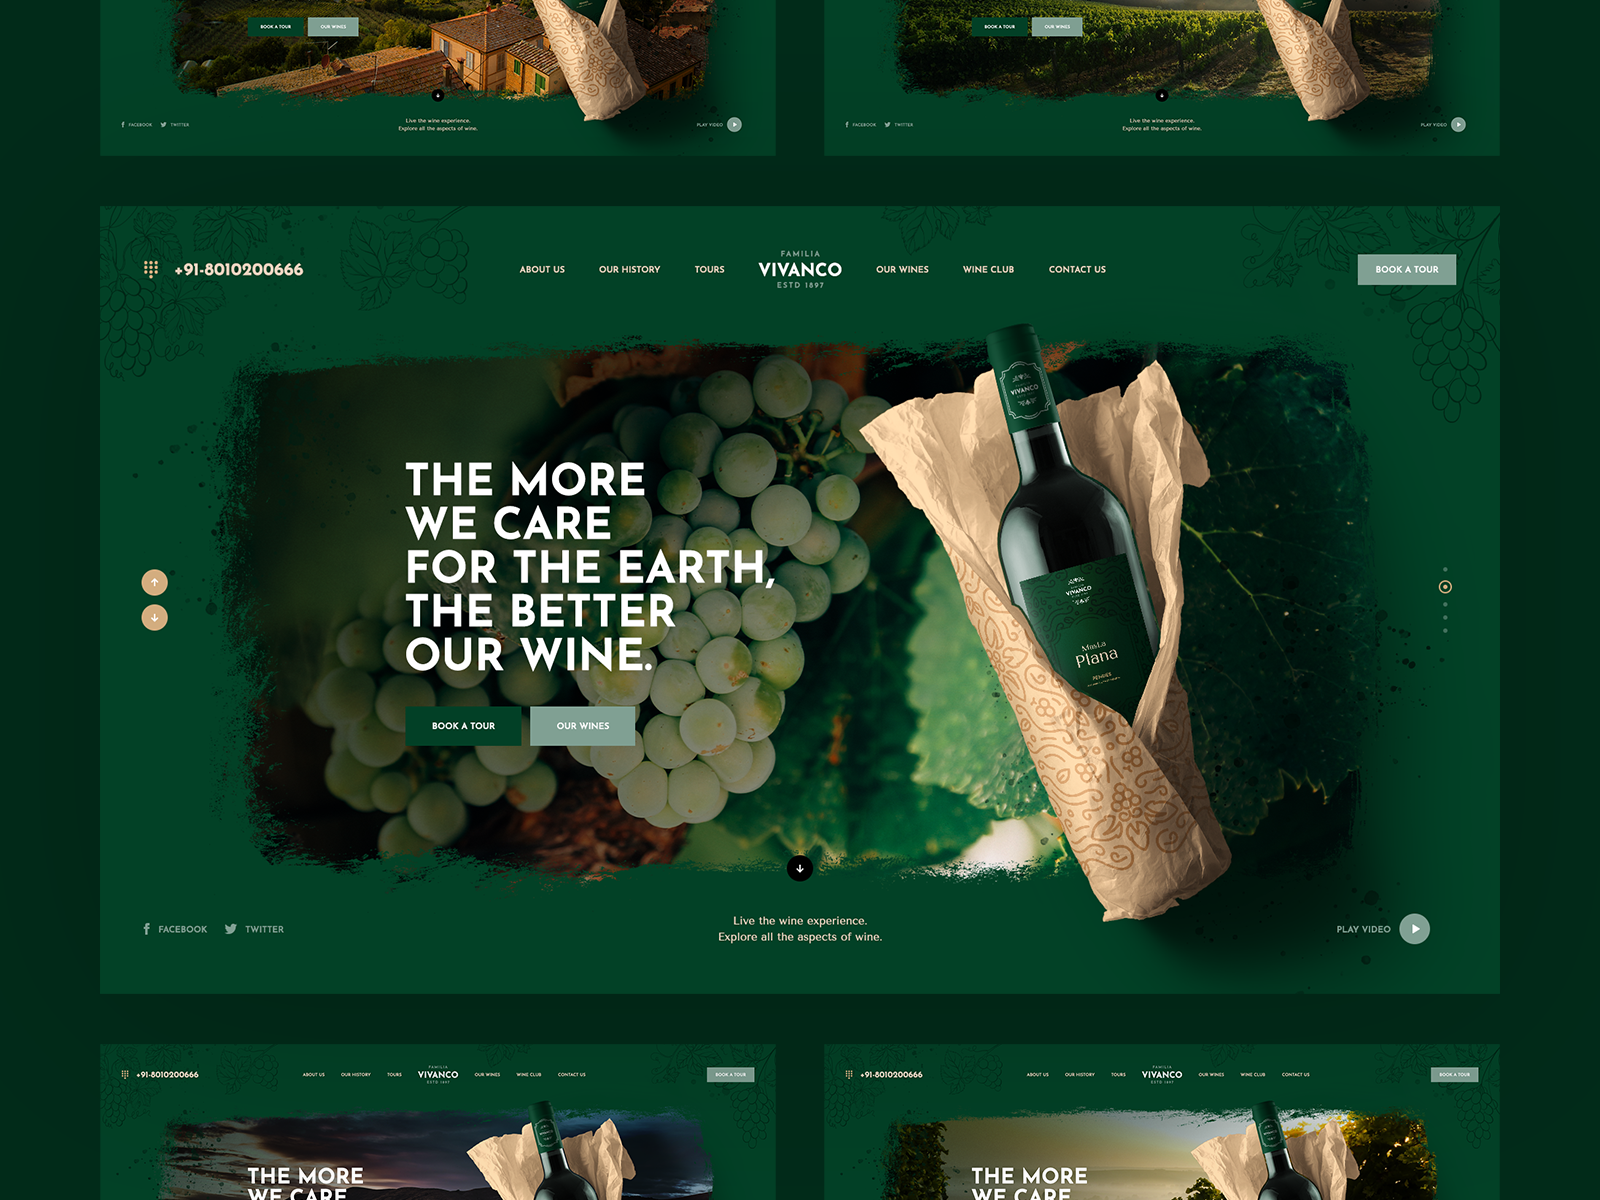 BOOK A TOUR
OUR WINES
FACEBOOK
TWITTER
Live the wine experience.
Explore all the aspects of wine.
PLAY VIDEO
BOOK A TOUR
OUR WINES
FACEBOOK
TWITTER
Live the wine experience.
Explore all the aspects of wine.
PLAY VIDEO
+91-8010200666
ABOUT US
OUR HISTORY
TOURS
FAMILIA
VIVANCO
ESTD 1897
OUR WINES
WINE CLUB
CONTACT US
BOOK A TOUR
THE MORE
WE CARE
FOR THE EARTH,
THE BETTER
OUR WINE.
BOOK A TOUR
OUR WINES
VIVANCO
VIVANCO
Plana
FACEBOOK
TWITTER
Live the wine experience.
Explore all the aspects of wine.
PLAY VIDEO
+91-8010200666
ABOUT US
OUR HISTORY
TOURS
FAMILIA
VIVANCO
ESTD 1897
OUR WINES
WINE CLUB
CONTACT US
BOOK A TOUR
THE MORE
WE CARE
+91-8010200666
ABOUT US
OUR HISTORY
TOURS
FAMILIA
VIVANCO
ESTD 1897
OUR WINES
WINE CLUB
CONTACT US
BOOK A TOUR
THE MORE
WE CARE